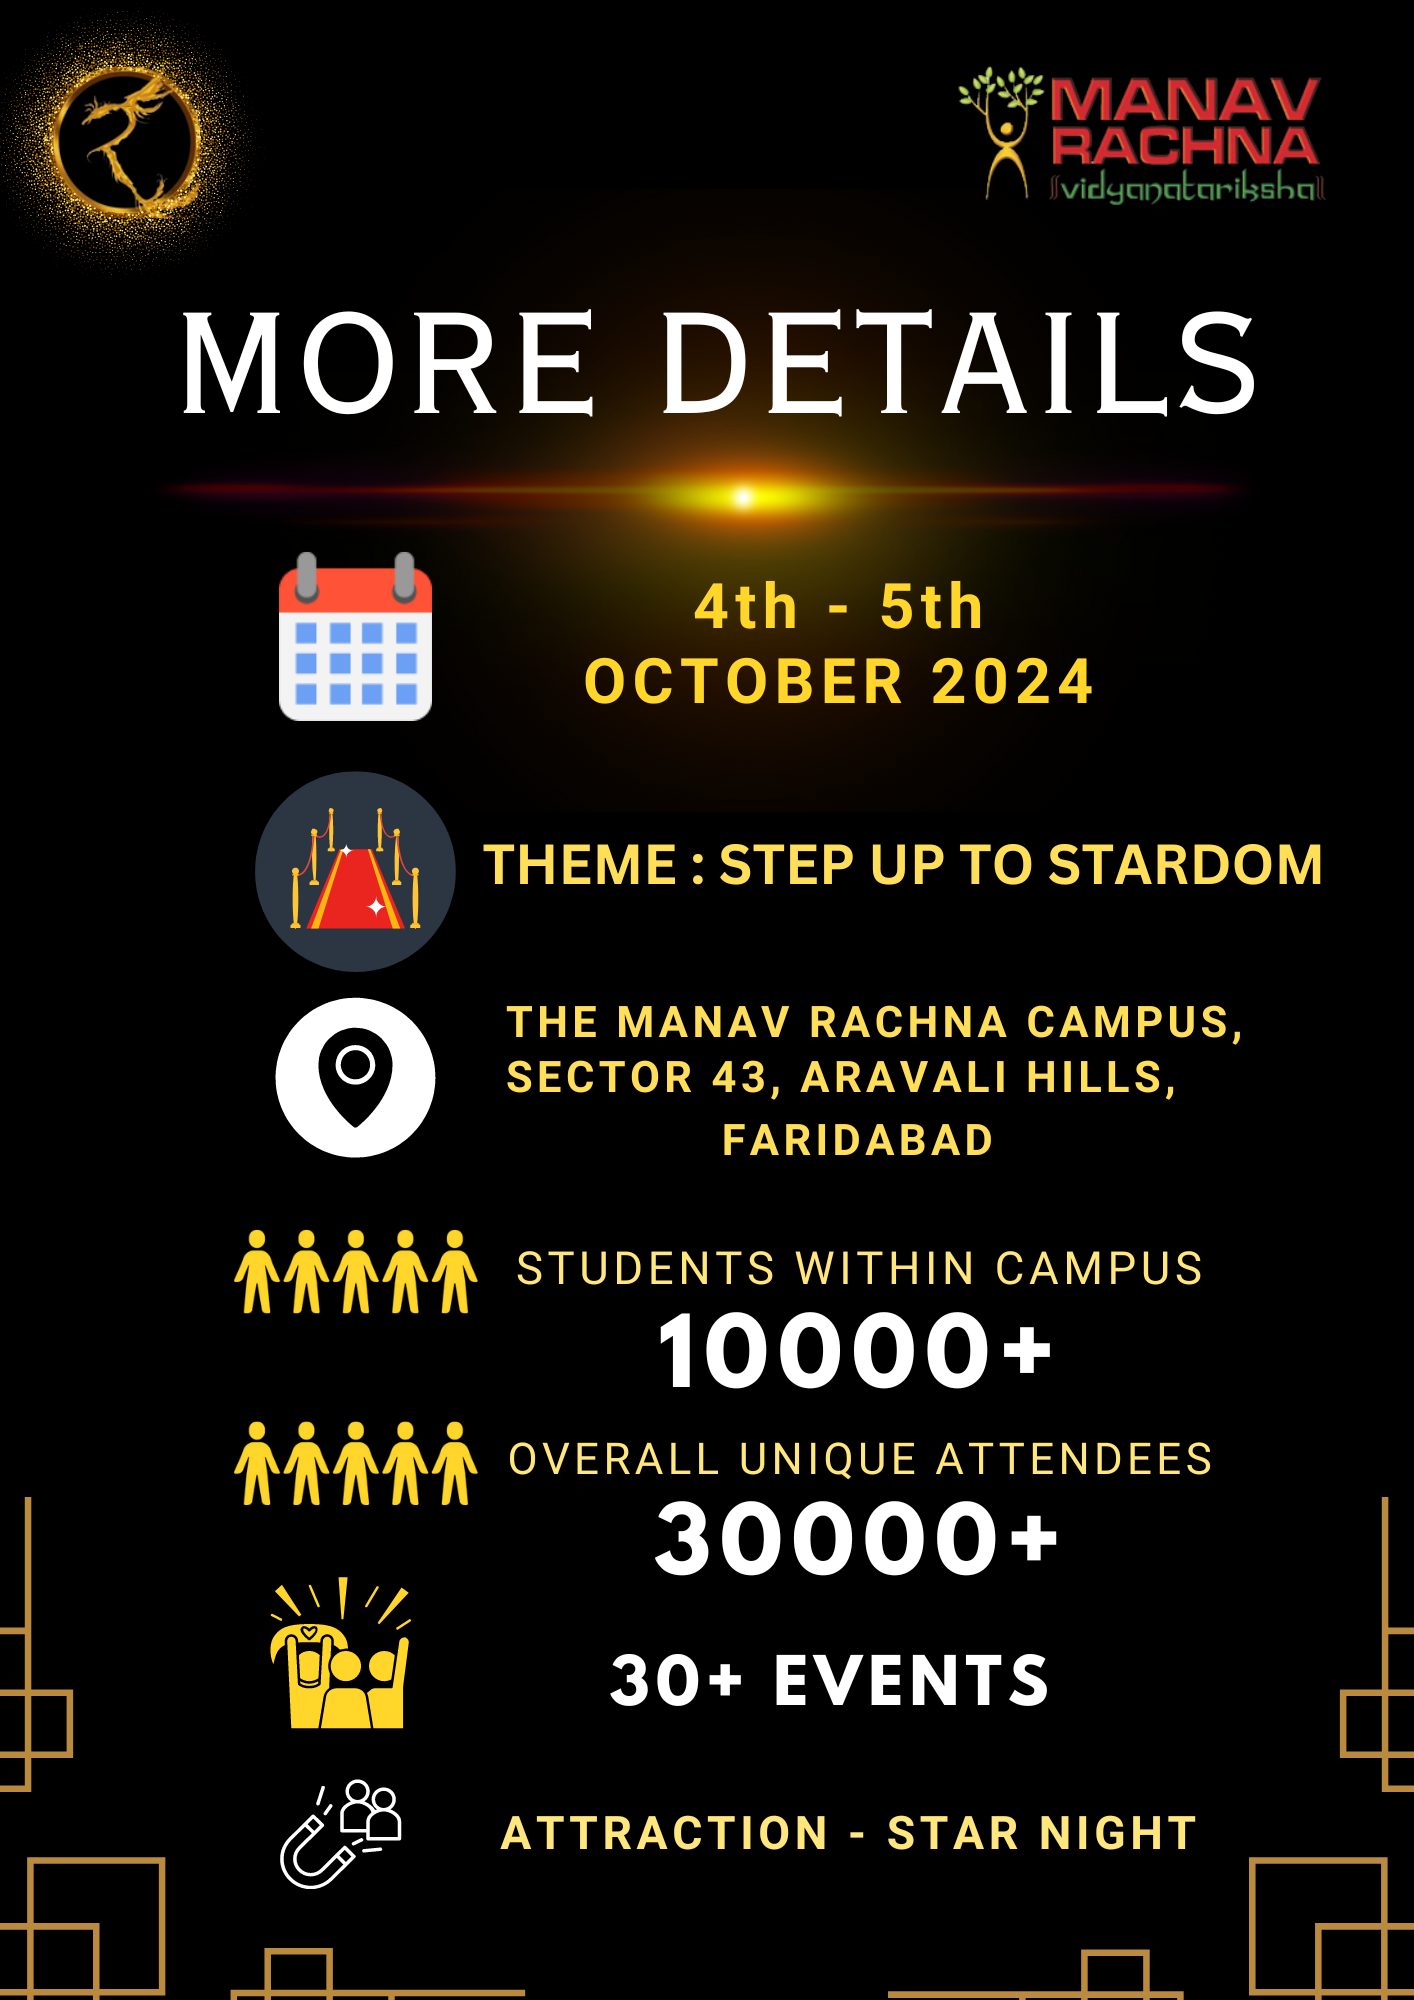 MANAV
RACHNA
vidyanatariksha
MORE DETAILS
4th - 5th
OCTOBER 2024
THEME : STEP UP TO STARDOM
THE MANAV RACHNA CAMPUS,
SECTOR 43, ARAVALI HILLS,
FARIDABAD
STUDENTS WITHIN CAMPUS
10000+
OVERALL UNIQUE ATTENDEES
30000+
30+ EVENTS
ATTRACTION - STAR NIGHT